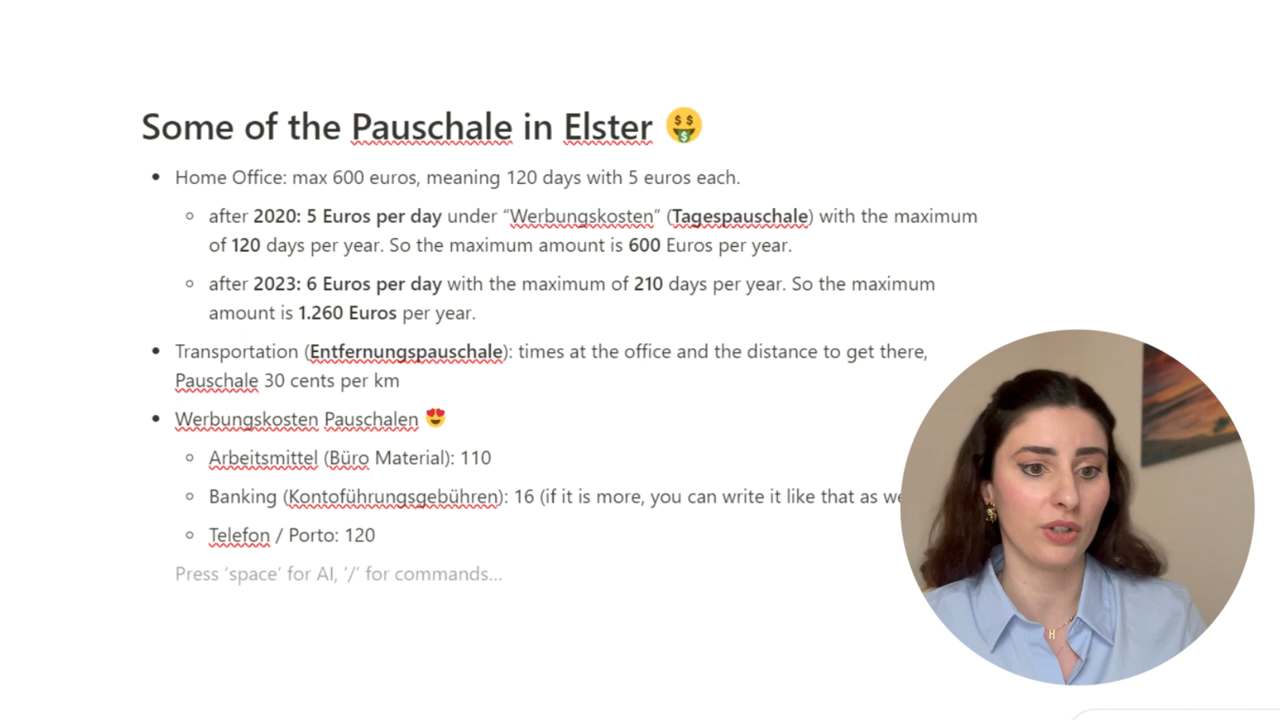 Some of the Pauschale in Elster 🤑
• Home Office: max 600 euros, meaning 120 days with 5 euros each.
◦ after 2020: 5 Euros per day under “Werbungskosten” (Tagespauschale) with the maximum
of 120 days per year. So the maximum amount is 600 Euros per year.
◦ after 2023: 6 Euros per day with the maximum of 210 days per year. So the maximum
amount is 1.260 Euros per year.
• Transportation (Entfernungspauschale): times at the office and the distance to get there,
Pauschale 30 cents per km
• Werbungskosten Pauschalen 😍
◦ Arbeitsmittel (Büro Material): 110
◦ Banking (Kontoführungsgebühren): 16 (if it is more, you can write it like that as
◦ Telefon / Porto: 120
Press ‘space’ for AI, ‘/’ for commands...
H